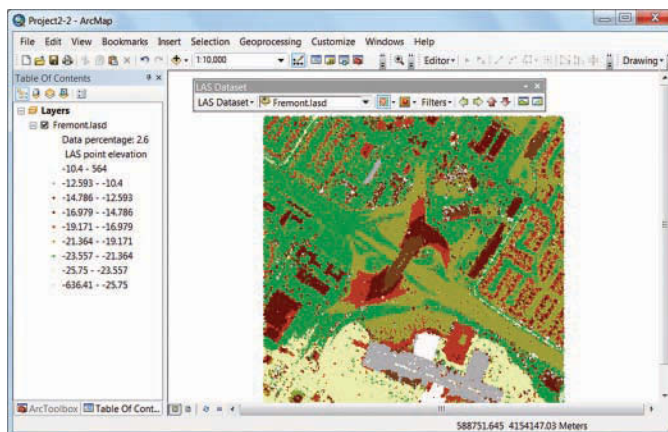 Project2-2 - ArcMap
File Edit View Bookmarks Insert Selection Geoprocessing Customize Windows Help
1:10,000 Editor Drawing
Table Of Contents
LAS Dataset
LAS Dataset Fremont.lasd Filters
Layers
Fremont.lasd
Data percentage: 2.6
LAS point elevation
-10.4 - 564
-12.593 - -10.4
-14.786 - -12.593
-16.979 - -14.786
-19.171 - -16.979
-21.364 - -19.171
-23.557 - -21.364
-25.75 - -23.557
-636.41 - -25.75
ArcToolbox Table Of Cont...
588751.645 4154147.03 Meters